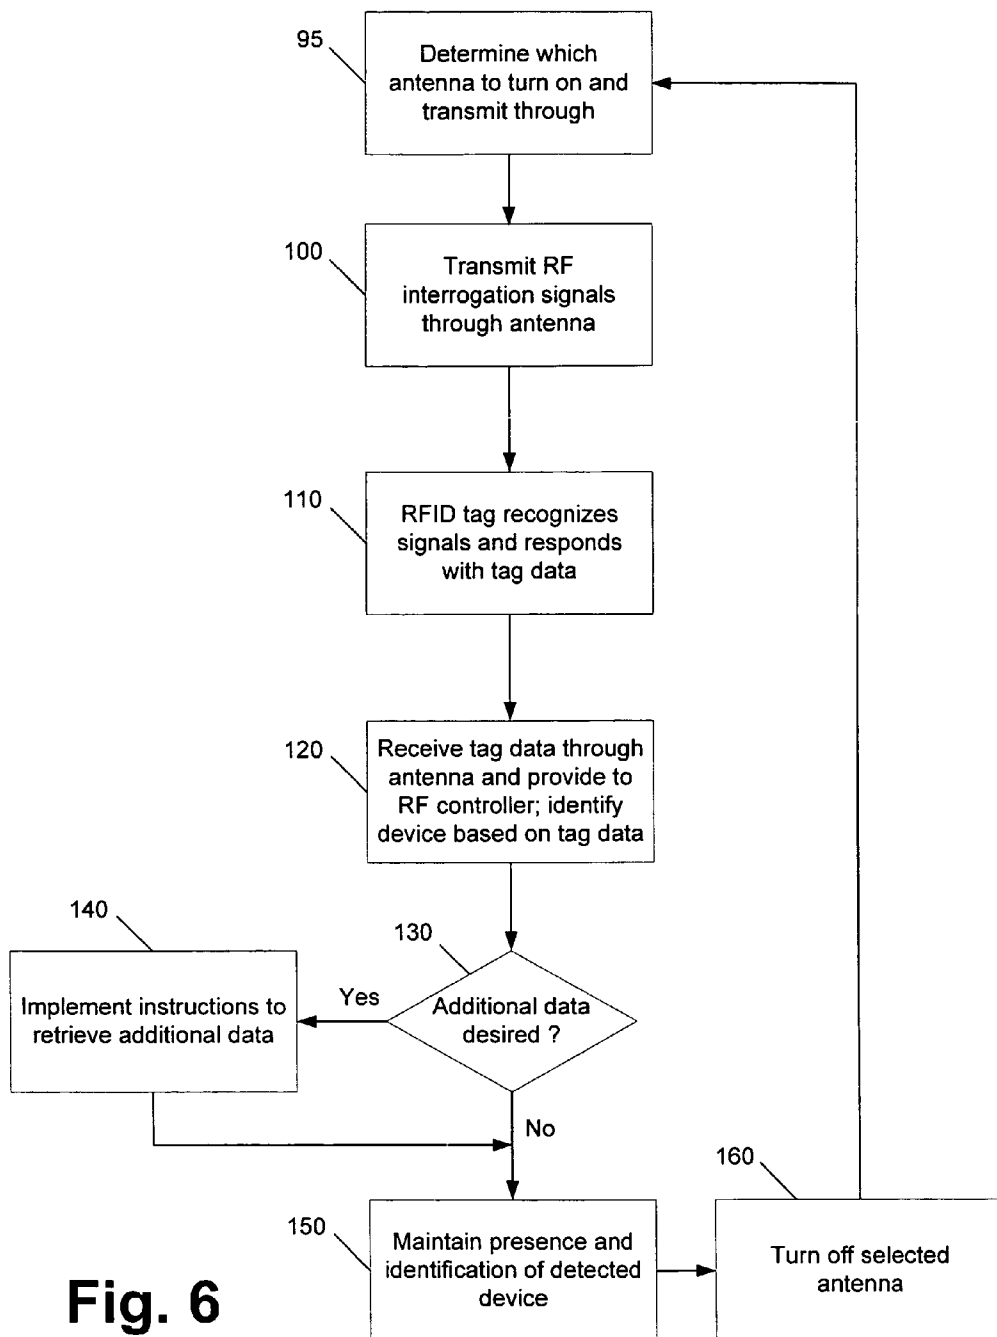 95
Determine which
antenna to turn on and
transmit through
100
Transmit RF
interrogation signals
through antenna
110
RFID tag recognizes
signals and responds
with tag data
120
Receive tag data through
antenna and provide to
RF controller; identify
device based on tag data
140
130
Implement instructions to
retrieve additional data
Yes
Additional data
desired ?
No
160
150
Maintain presence and
identification of detected
device
Turn off selected
antenna
Fig. 6